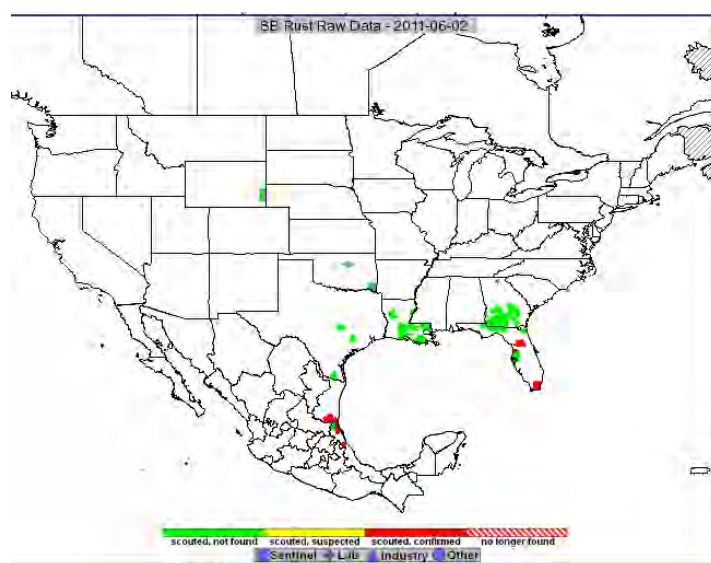 SB Rust Raw Data - 2011-06-02
scouted, not found scouted, suspected scouted, confirmed no longer found
Sentinel Lab Industry Other